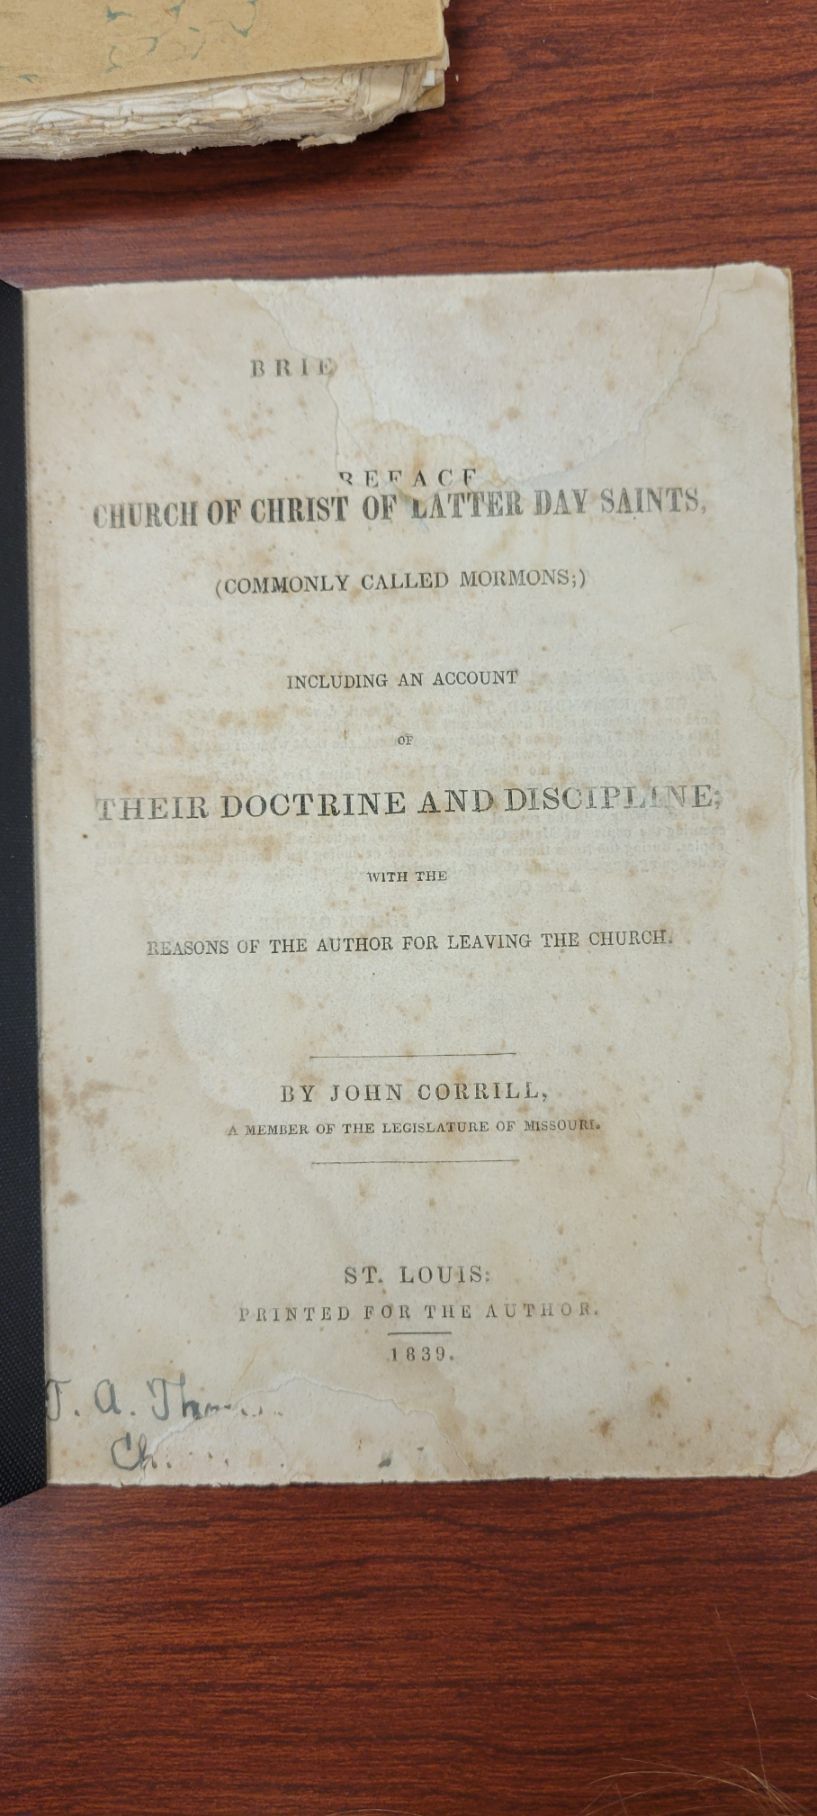 BRIE
REFACE
CHURCH OF CHRIST OF LATTER DAY SAINTS,
(COMMONLY CALLED MORMONS;)
INCLUDING AN ACCOUNT
OF
THEIR DOCTRINE AND DISCIPLINE;
WITH THE
REASONS OF THE AUTHOR FOR LEAVING THE CHURCH.
BY JOHN CORRILL,
A MEMBER OF THE LEGISLATURE OF MISSOURI.
ST. LOUIS:
PRINTED FOR THE AUTHOR.
1839.
J. A.